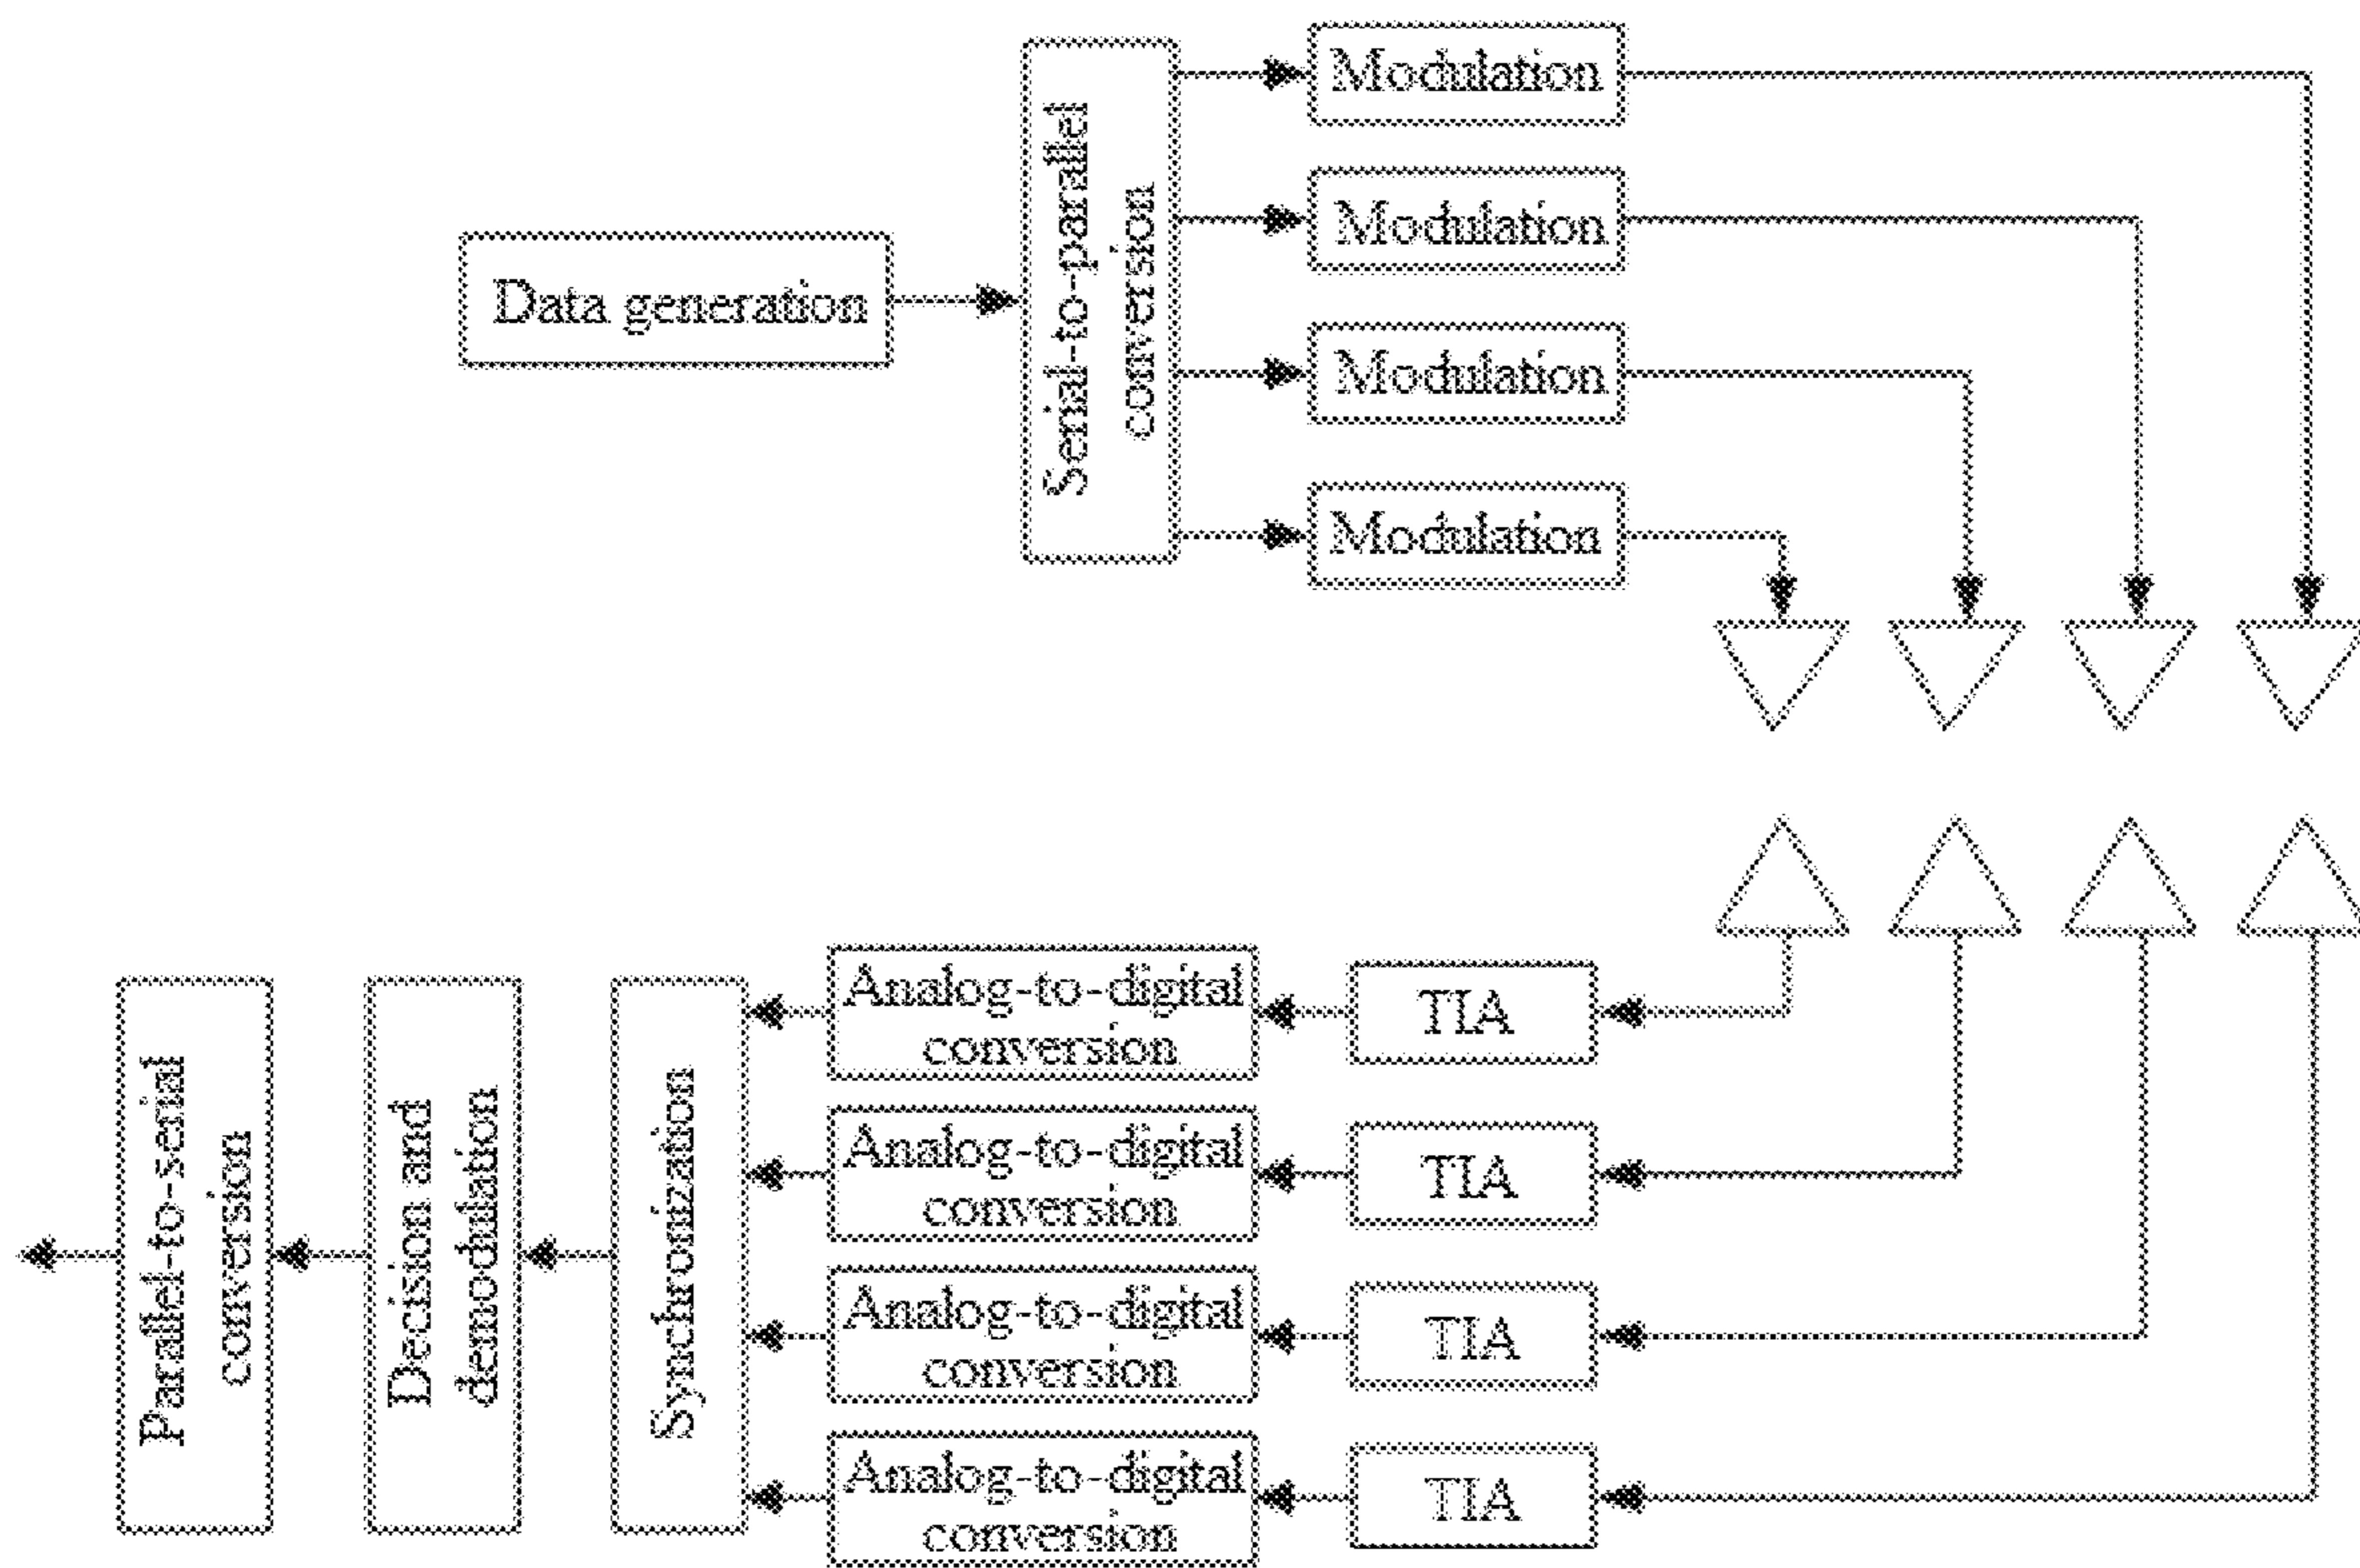 Modulation
Modulation
Data generation
Serial-to-parallel
conversion
Modulation
Modulation
Analog-to-digital
conversion
TIA
Analog-to-digital
conversion
TIA
Analog-to-digital
conversion
TIA
Analog-to-digital
conversion
TIA
Synchronization
Decision and
demodulation
Parallel-to-serial
conversion